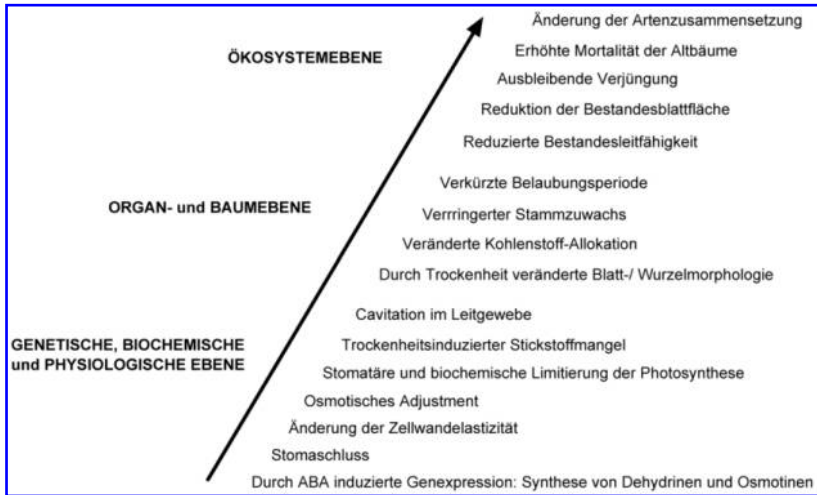 Änderung der Artenzusammensetzung
Erhöhte Mortalität der Altbäume
ÖKOSYSTEMEBENE
Ausbleibende Verjüngung
Reduktion der Bestandesblattfläche
Reduzierte Bestandesleitfähigkeit
Verkürzte Belaubungsperiode
ORGAN- und BAUMEBENE
Verrringerter Stammzuwachs
Veränderte Kohlenstoff-Allokation
Durch Trockenheit veränderte Blatt-/ Wurzelmorphologie
Cavitation im Leitgewebe
GENETISCHE, BIOCHEMISCHE
und PHYSIOLOGISCHE EBENE
Trockenheitsinduzierter Stickstoffmangel
Stomatäre und biochemische Limitierung der Photosynthese
Osmotisches Adjustment
Änderung der Zellwandelastizität
Stomaschluss
Durch ABA induzierte Genexpression: Synthese von Dehydrinen und Osmotinen